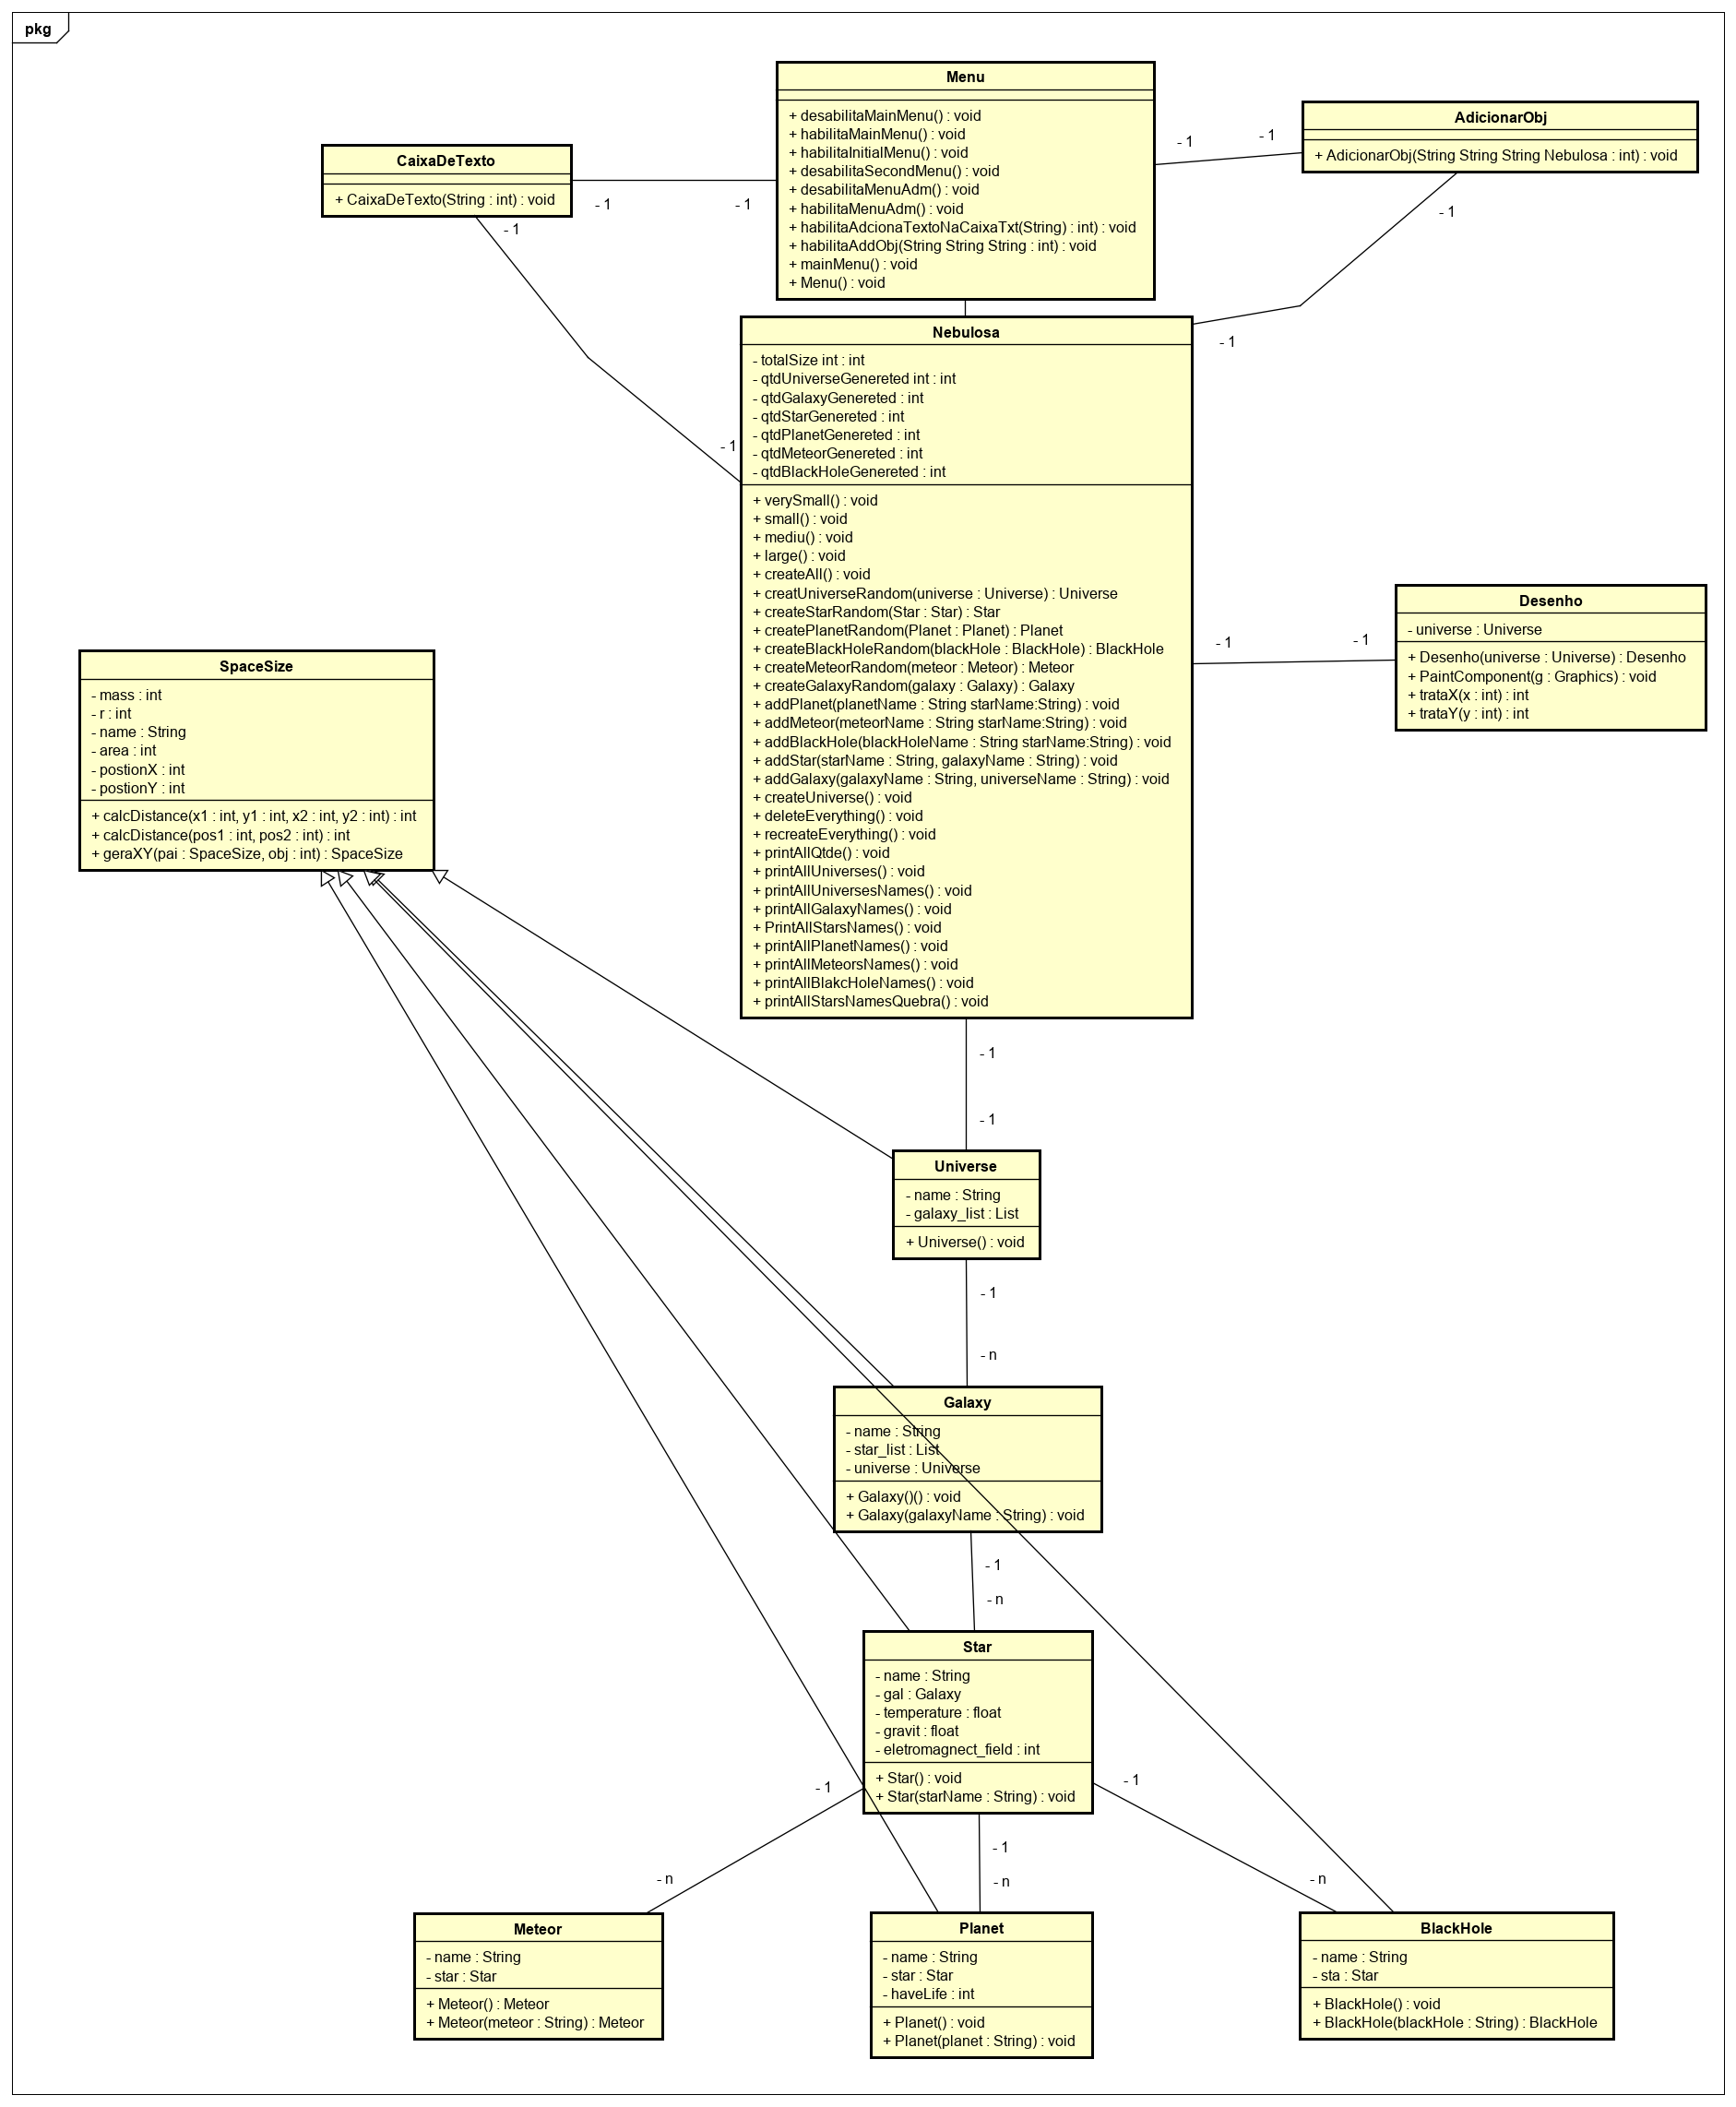 pkg
Menu
+ desabilitaMainMenu() : void
+ habilitaMainMenu() : void
+ habilitaInitialMenu() : void
+ desabilitaSecondMenu() : void
+ desabilitaMenuAdm() : void
+ habilitaMenuAdm() : void
+ habilitaAdcionaTextoNaCaixaTxt(String) : int) : void
+ habilitaAddObj(String String String : int) : void
+ mainMenu() : void
+ Menu() : void
AdicionarObj
+ AdicionarObj(String String String Nebulosa : int) : void
CaixaDeTexto
+ CaixaDeTexto(String : int) : void
- 1
- 1
- 1
- 1
- 1
- 1
- 1
- 1
Nebulosa
- totalSize int : int
- qtdUniverseGenereted int : int
- qtdGalaxyGenereted : int
- qtdStarGenereted : int
- qtdPlanetGenereted : int
- qtdMeteorGenereted : int
- qtdBlackHoleGenereted : int
+ verySmall() : void
+ small() : void
+ mediu() : void
+ large() : void
+ createAll() : void
+ creatUniverseRandom(universe : Universe) : Universe
+ createStarRandom(Star : Star) : Star
+ createPlanetRandom(Planet : Planet) : Planet
+ createBlackHoleRandom(blackHole : BlackHole) : BlackHole
+ createMeteorRandom(meteor : Meteor) : Meteor
+ createGalaxyRandom(galaxy : Galaxy) : Galaxy
+ addPlanet(planetName : String starName:String) : void
+ addMeteor(meteorName : String starName:String) : void
+ addBlackHole(blackHoleName : String starName:String) : void
+ addStar(starName : String, galaxyName : String) : void
+ addGalaxy(galaxyName : String, universeName : String) : void
+ createUniverse() : void
+ deleteEverything() : void
+ recreateEverything() : void
+ printAllQtde() : void
+ printAllUniverses() : void
+ printAllUniversesNames() : void
+ printAllGalaxyNames() : void
+ PrintAllStarsNames() : void
+ printAllPlanetNames() : void
+ printAllMeteorsNames() : void
+ printAllBlakcHoleNames() : void
+ printAllStarsNamesQuebra() : void
- 1
- 1
Desenho
- universe : Universe
+ Desenho(universe : Universe) : Desenho
+ PaintComponent(g : Graphics) : void
+ trataX(x : int) : int
+ trataY(y : int) : int
SpaceSize
- mass : int
- r : int
- name : String
- area : int
- postionX : int
- postionY : int
+ calcDistance(x1 : int, y1 : int, x2 : int, y2 : int) : int
+ calcDistance(pos1 : int, pos2 : int) : int
+ geraXY(pai : SpaceSize, obj : int) : SpaceSize
- 1
- 1
Universe
- name : String
- galaxy_list : List
+ Universe() : void
- 1
- n
Galaxy
- name : String
- star_list : List
- universe : Universe
+ Galaxy()() : void
+ Galaxy(galaxyName : String) : void
- 1
- n
Star
- name : String
- gal : Galaxy
- temperature : float
- gravit : float
- eletromagnect_field : int
+ Star() : void
+ Star(starName : String) : void
- 1
- 1
- 1
- n
- n
- n
Meteor
- name : String
- star : Star
+ Meteor() : Meteor
+ Meteor(meteor : String) : Meteor
Planet
- name : String
- star : Star
- haveLife : int
+ Planet() : void
+ Planet(planet : String) : void
BlackHole
- name : String
- sta : Star
+ BlackHole() : void
+ BlackHole(blackHole : String) : BlackHole